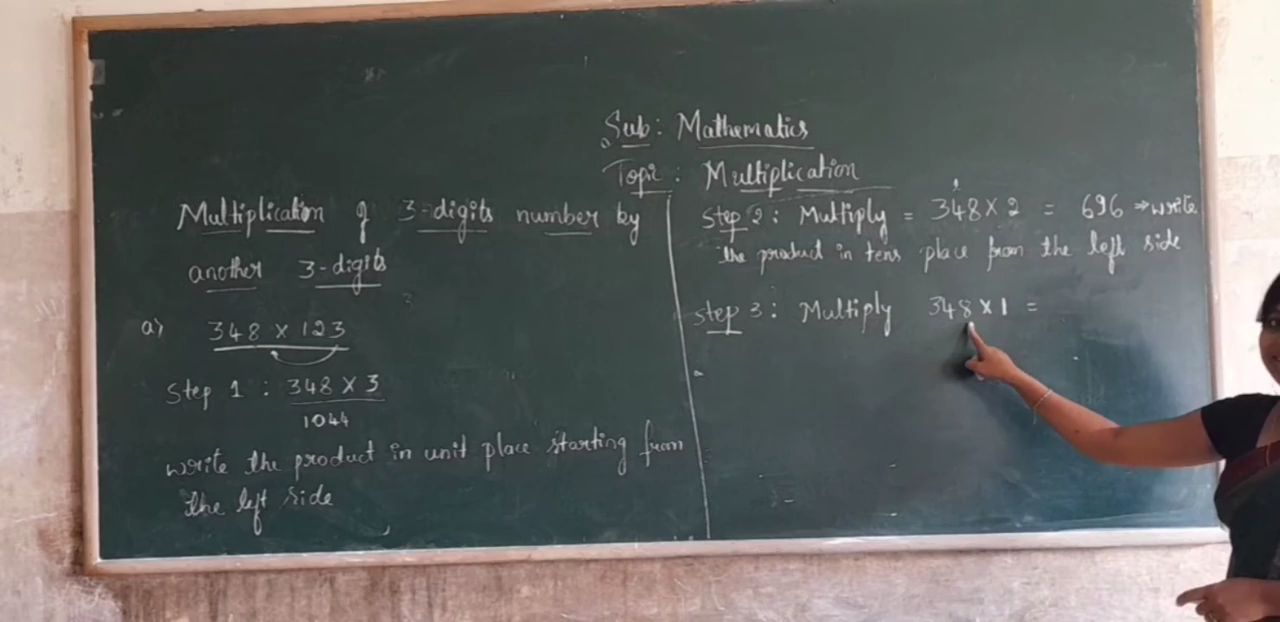 Sub: Mathematics
Topic: Multiplication
Multiplication of 3-digits number by
another 3-digits
a) 348 × 123
Step 1 : 348 × 3
1044
write the product in unit place starting from
the left side
Step 2 : Multiply = 348 × 2 = 696 ⇒ write
the product in tens place from the left side
step 3 : Multiply 348 × 1 =